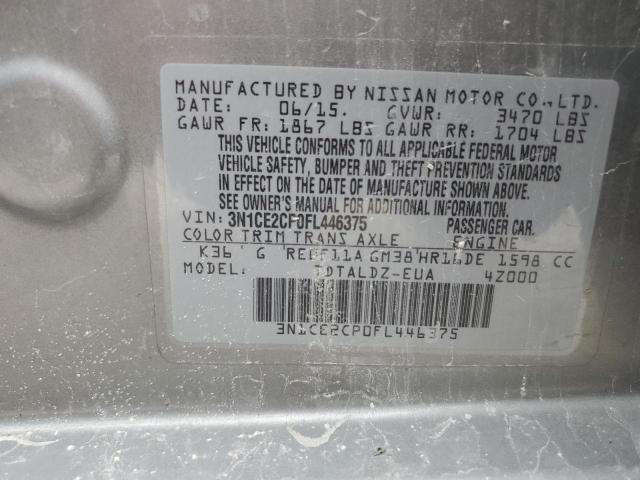 MANUFACTURED BY NISSAN MOTOR CO., LTD.
DATE: 06/15. GVWR: 3470 LBS
GAWR FR: 1867 LBS GAWR RR: 1704 LBS
THIS VEHICLE CONFORMS TO ALL APPLICABLE FEDERAL MOTOR
VEHICLE SAFETY, BUMPER AND THEFT PREVENTION STANDARDS
IN EFFECT ON THE DATE OF MANUFACTURE SHOWN ABOVE.
SEE OWNER'S MANUAL FOR ADDITIONAL INFORMATION.
VIN: 3N1CE2CP0FL446375 PASSENGER CAR.
COLOR TRIM TRANS AXLE ENGINE
K36 G RE0F11A GM38 HR16DE 1598 CC
MODEL: TDTALDZ-EUA 4Z000
3N1CE2CP0FL446375